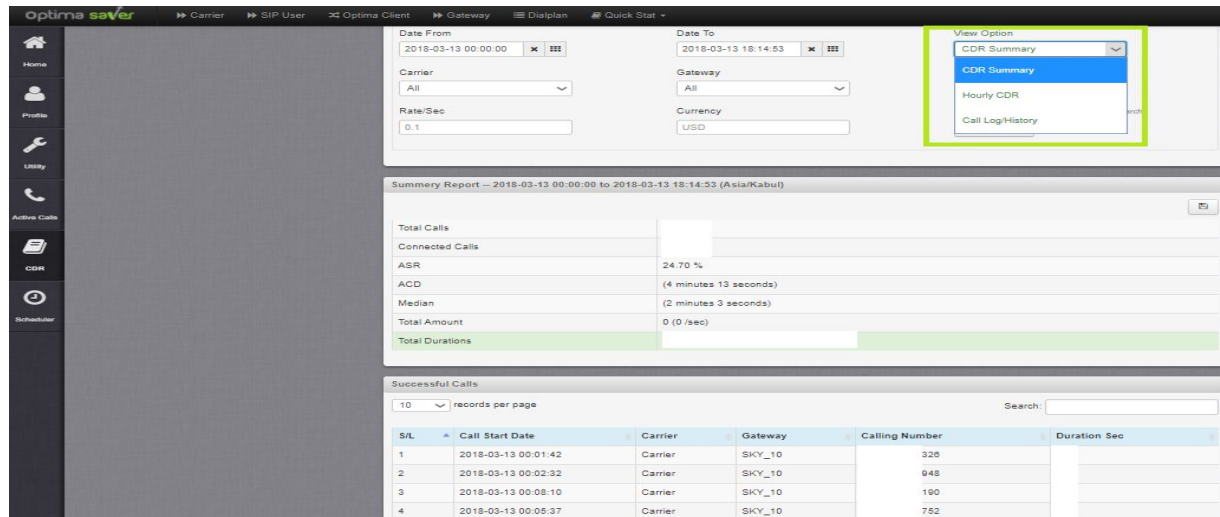 optima saver Carrier SIP User Optima Client Gateway Dialplan Quick Stat
Home
Profile
Utility
Active Calls
CDR
Scheduler
Date From Date To View Option
2018-03-13 00:00:00 2018-03-13 18:14:53 CDR Summary
Carrier Gateway CDR Summary
All All Hourly CDR
Rate/Sec Currency Call Log/History
0.1 USD
Summery Report -- 2018-03-13 00:00:00 to 2018-03-13 18:14:53 (Asia/Kabul)
Total Calls
Connected Calls
ASR 24.70 %
ACD (4 minutes 13 seconds)
Median (2 minutes 3 seconds)
Total Amount 0 (0 /sec)
Total Durations
Successful Calls
10 records per page Search:
S/L Call Start Date Carrier Gateway Calling Number Duration Sec
1 2018-03-13 00:01:42 Carrier SKY_10 326
2 2018-03-13 00:02:32 Carrier SKY_10 948
3 2018-03-13 00:08:10 Carrier SKY_10 190
4 2018-03-13 00:05:37 Carrier SKY_10 752